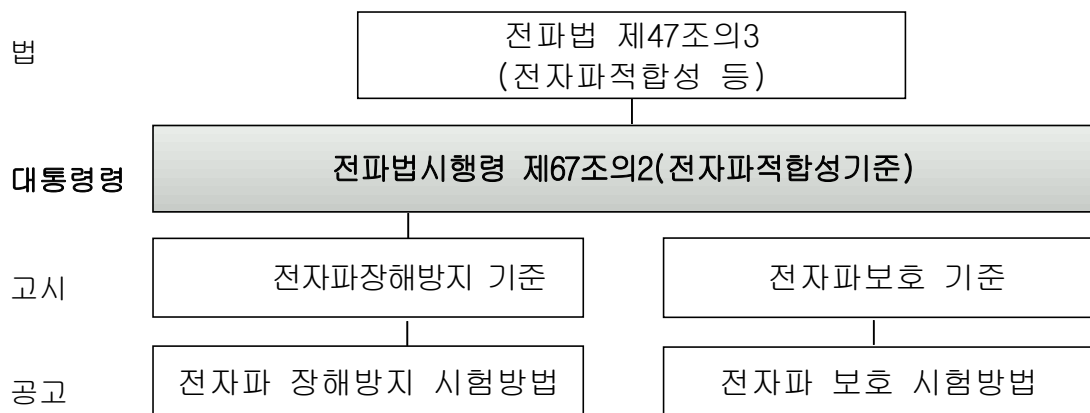 법
전파법 제47조의3
(전자파적합성 등)
대통령령
전파법시행령 제67조의2(전자파적합성기준)
고시
전자파장해방지 기준
전자파보호 기준
공고
전자파 장해방지 시험방법
전자파 보호 시험방법